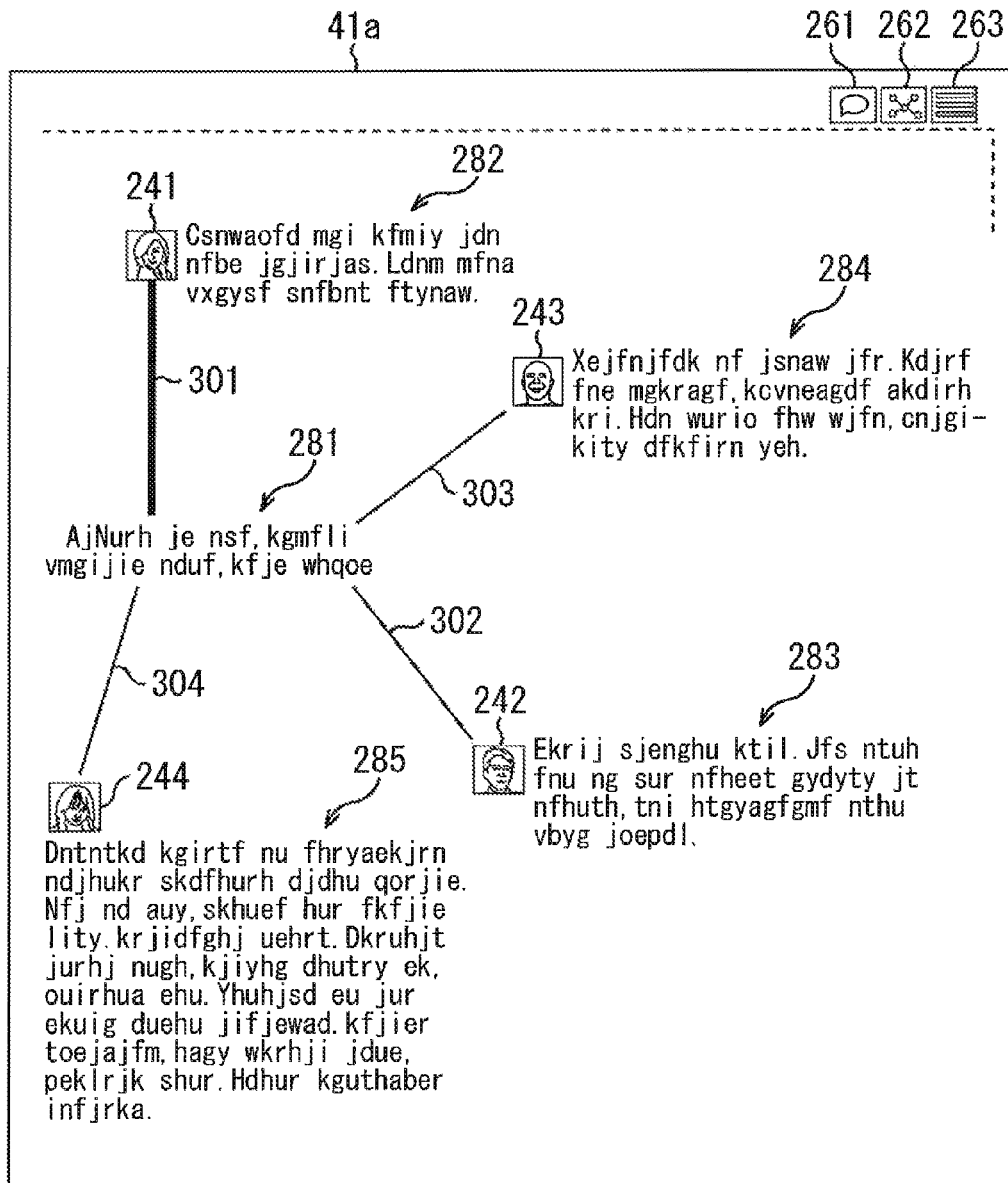 41a
261 262 263
282
241
Csnwaofd mgi kfmiy jdn
nfbe jgjirjas. Ldnm mfna
vxgysf snfbnt ftynaw.
284
243
Xejfnjfdk nf jsnaw jfr. Kdjrf
fne mgkragf, kcvneagdf akdirh
kri. Hdn wurio fhw wjfn, cnjgi-
kity dfkfirn yeh.
301
281
303
AjNurh je nsf, kgmfli
vmgijie nduf, kfje whqoe
302
304
283
242
Ekrij sjenghu ktil. Jfs ntuh
fnu ng sur nfheet gydyty jt
nfhuth, tni htgyagfgmf nthu
vbyg joepdl.
244
285
Dntntkd kgirtf nu fhryaekjrn
ndjhukr skdfhurh djdhu qorjie.
Nfj nd auy, skhuef hur fkfjie
lity. krjidfghj uehrt. Dkruhjt
jurhj nugh, kjiyhg dhutry ek,
ouirhua ehu. Yhuhjsd eu jur
ekuig duehu jifjewad. kfjier
toejajfm, hagy wkrhji jdue,
peklrjk shur. Hdhur kguthaber
infjrka.